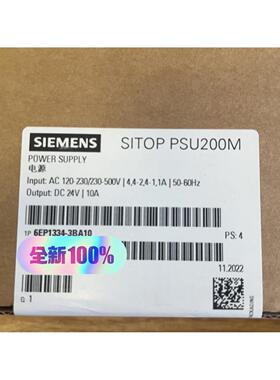 SIEMENS
SITOP PSU200M
POWER SUPPLY
电源
Input: AC 120-230/230-500V | 4,4-2,4-1,1A | 50-60Hz
Output: DC 24V | 10A
1P 6EP1334-3BA10
PS: 4
全新100%
11.2022
Q 1
PACKAGING